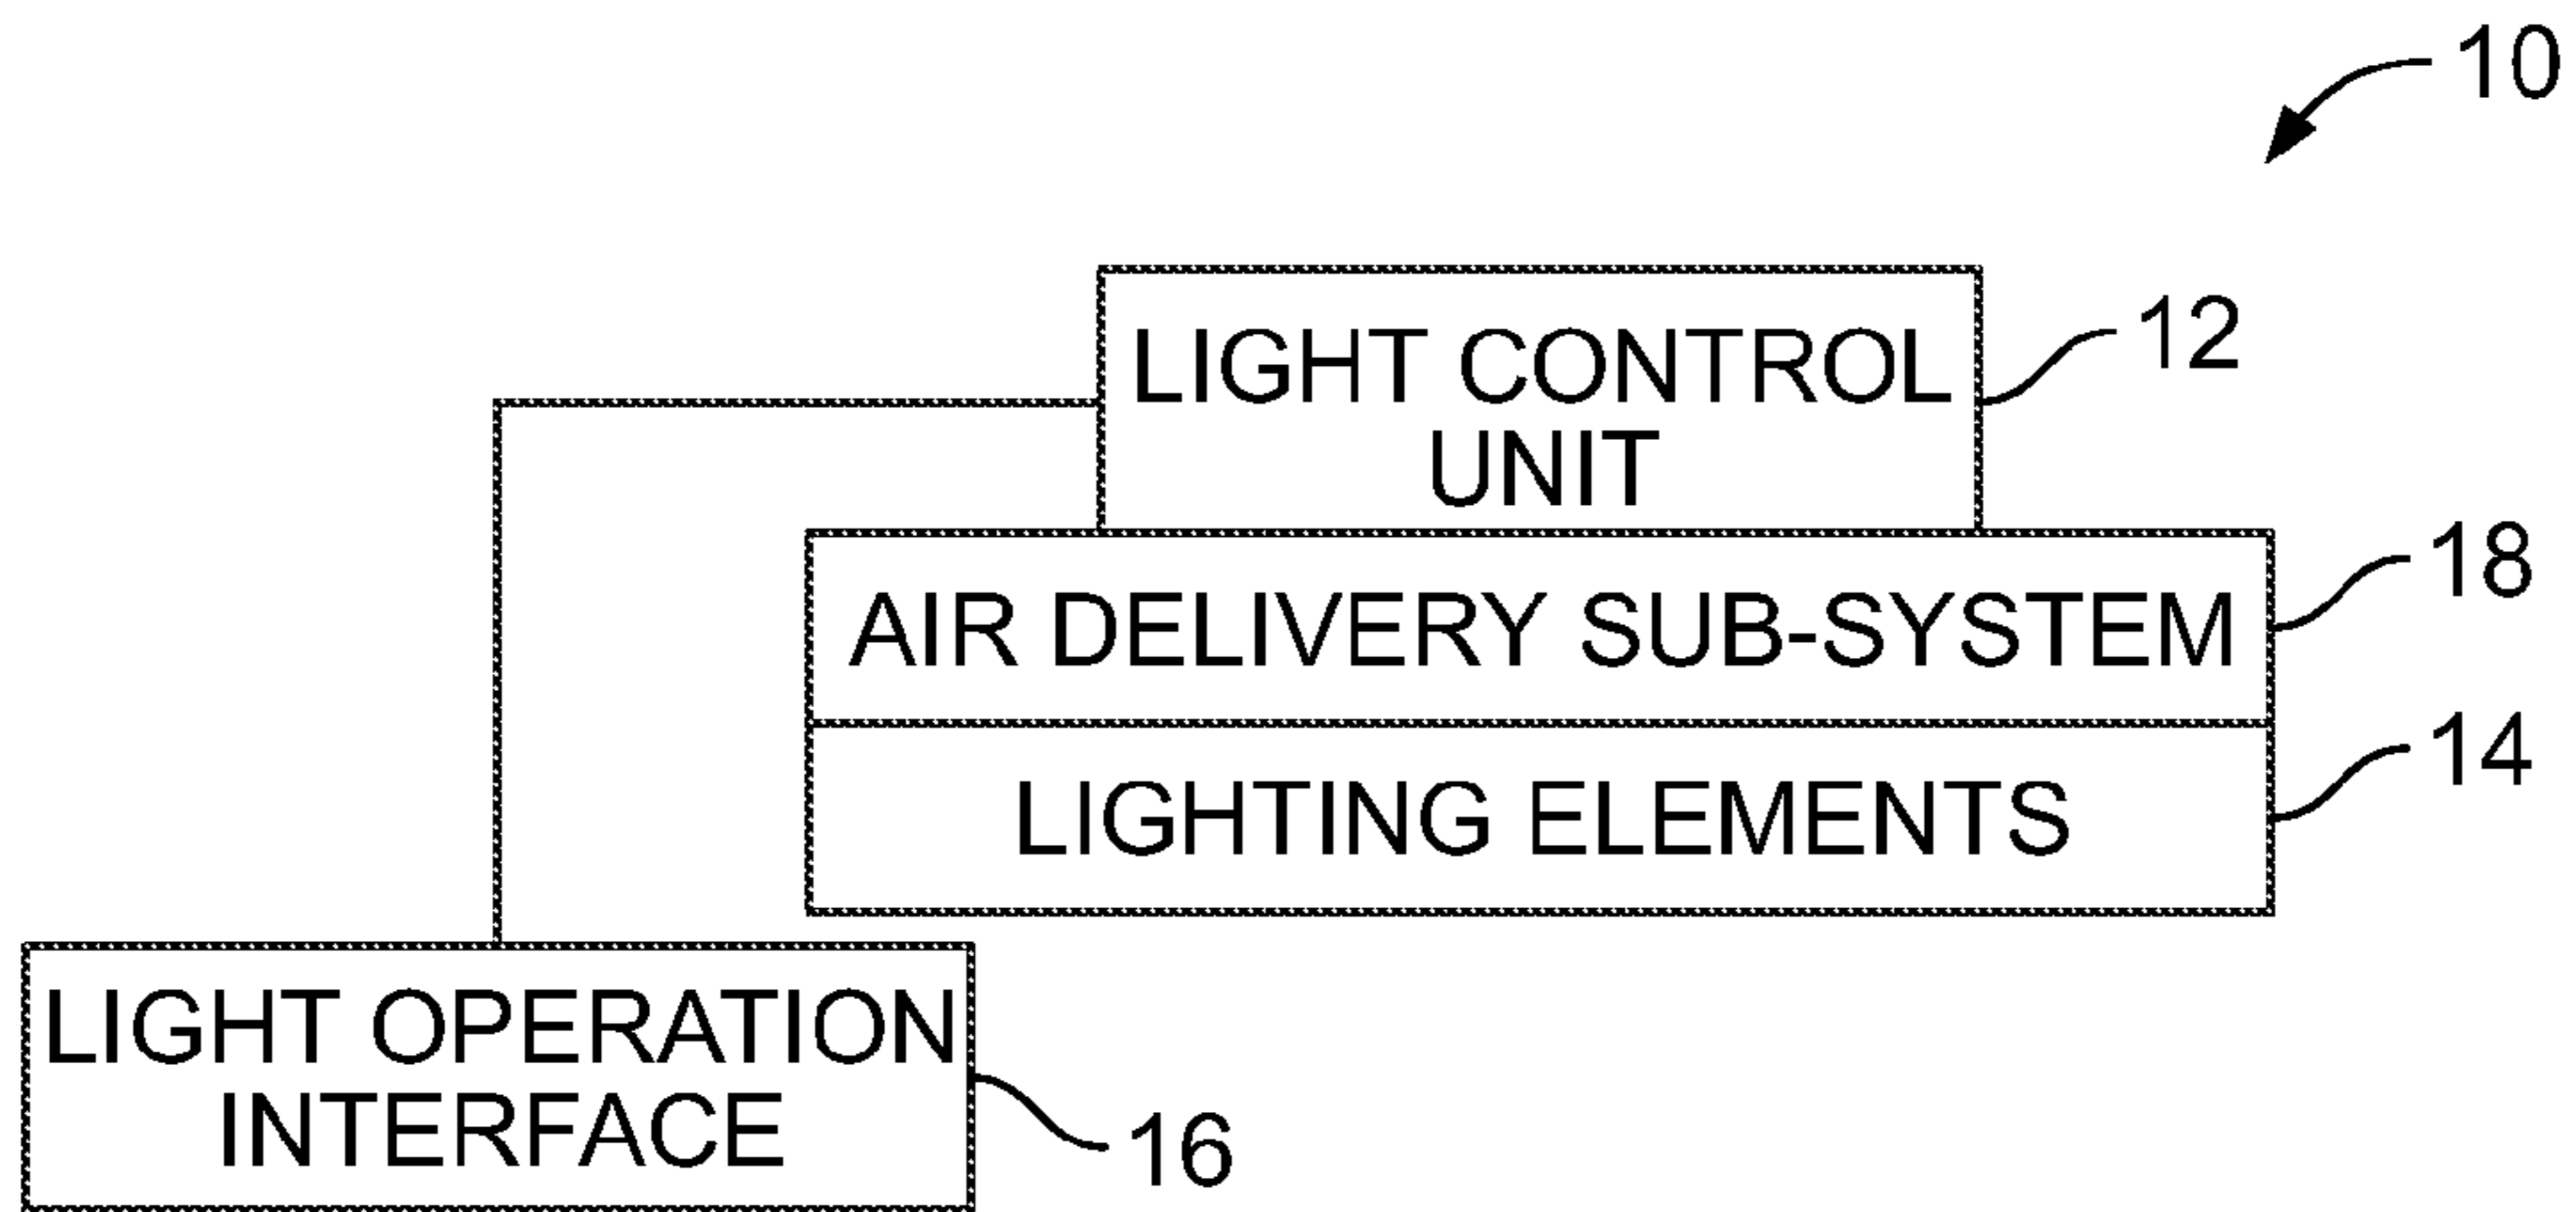 10
LIGHT CONTROL
UNIT
12
AIR DELIVERY SUB-SYSTEM
18
LIGHTING ELEMENTS
14
LIGHT OPERATION
INTERFACE
16